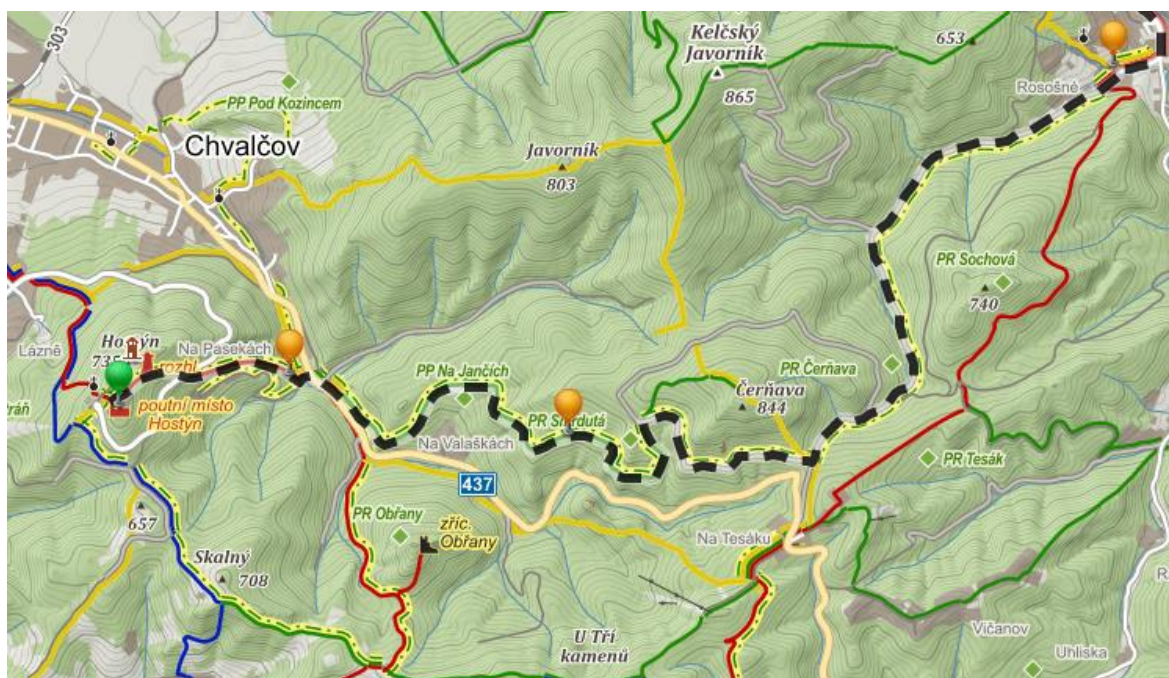 303
Kelčský
Javorník
865
653
Rosošné
PP Pod Kozincem
Chvalčov
Javorník
803
PR Sochová
740
Lázně
Hostýn
735
rozhl.
Na Pasekách
poutní místo
Hostýn
PP Na Jančích
PR Smrdutá
Na Valaškách
PR Čerňava
Čerňava
844
437
PR Tesák
657
PR Obřany
zříc.
Obřany
Na Tesáku
Skalný
708
U Tří
kamenů
Vičanov
Uhliska